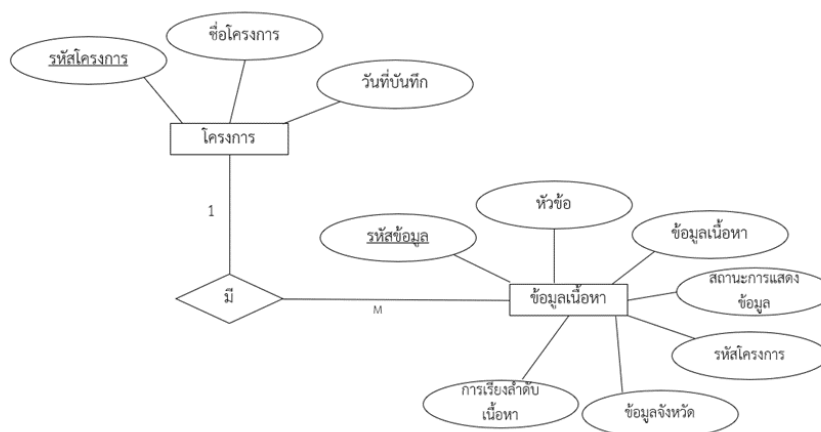 ชื่อโครงการ
รหัสโครงการ
วันที่บันทึก
โครงการ
1
หัวข้อ
รหัสข้อมูล
ข้อมูลเนื้อหา
สถานะการแสดง
ข้อมูล
มี
M
ข้อมูลเนื้อหา
รหัสโครงการ
การเรียงลำดับ
เนื้อหา
ข้อมูลจังหวัด